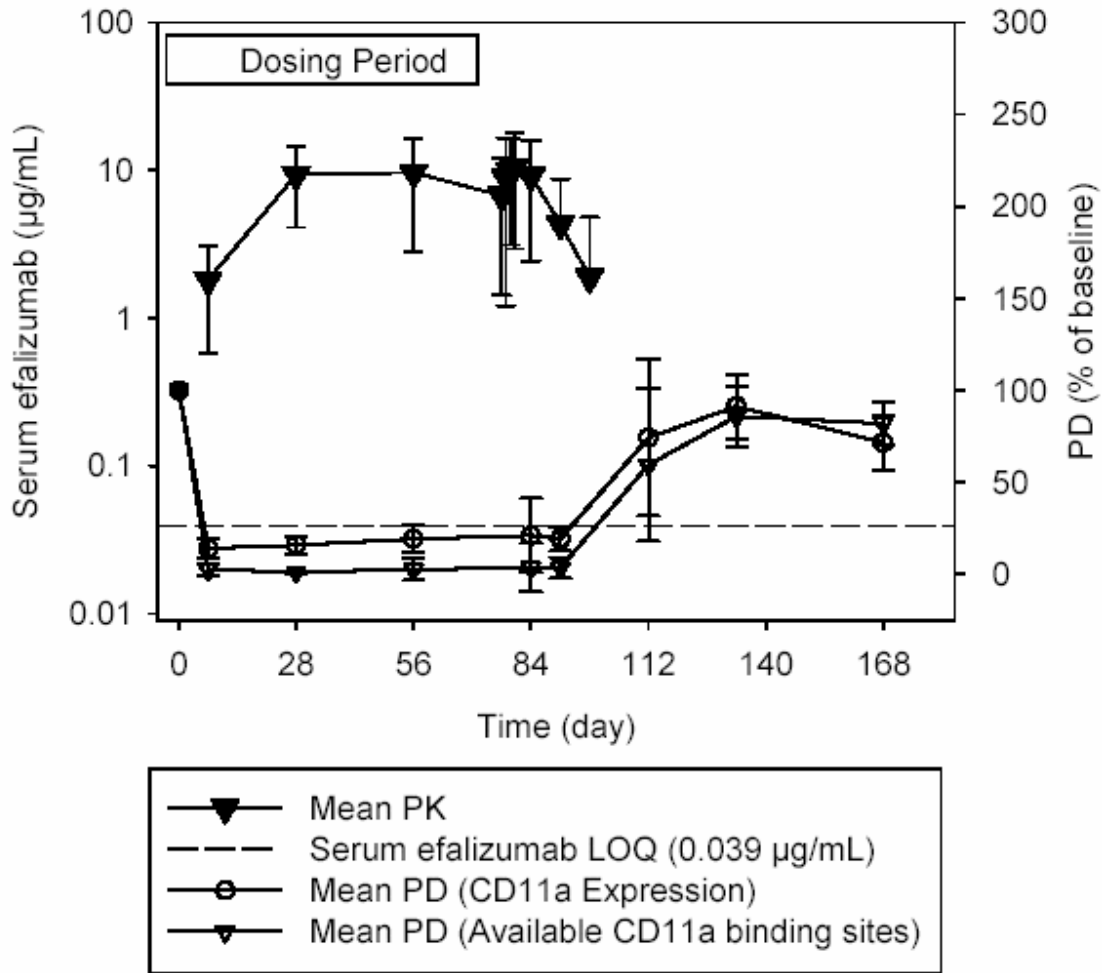 100
10
1
0.1
0.01
Serum efalizumab (µg/mL)
Dosing Period
300
250
200
150
100
50
0
PD (% of baseline)
0 28 56 84 112 140 168
Time (day)
Mean PK
Serum efalizumab LOQ (0.039 µg/mL)
Mean PD (CD11a Expression)
Mean PD (Available CD11a binding sites)